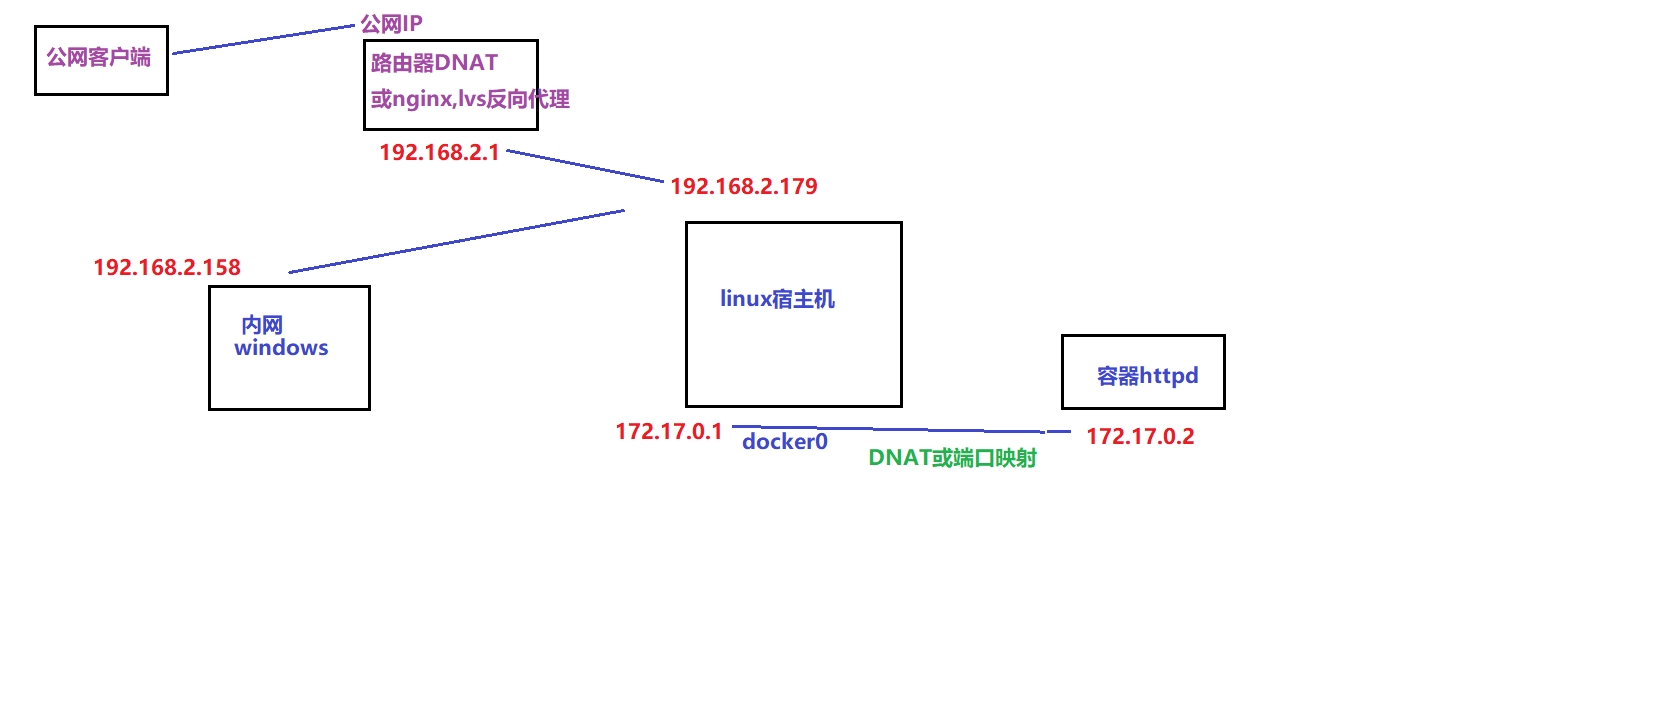 公网IP
公网客户端
路由器DNAT
或nginx,lvs反向代理
192.168.2.1
192.168.2.179
192.168.2.158
内网
windows
linux宿主机
容器httpd
172.17.0.1
docker0
172.17.0.2
DNAT或端口映射